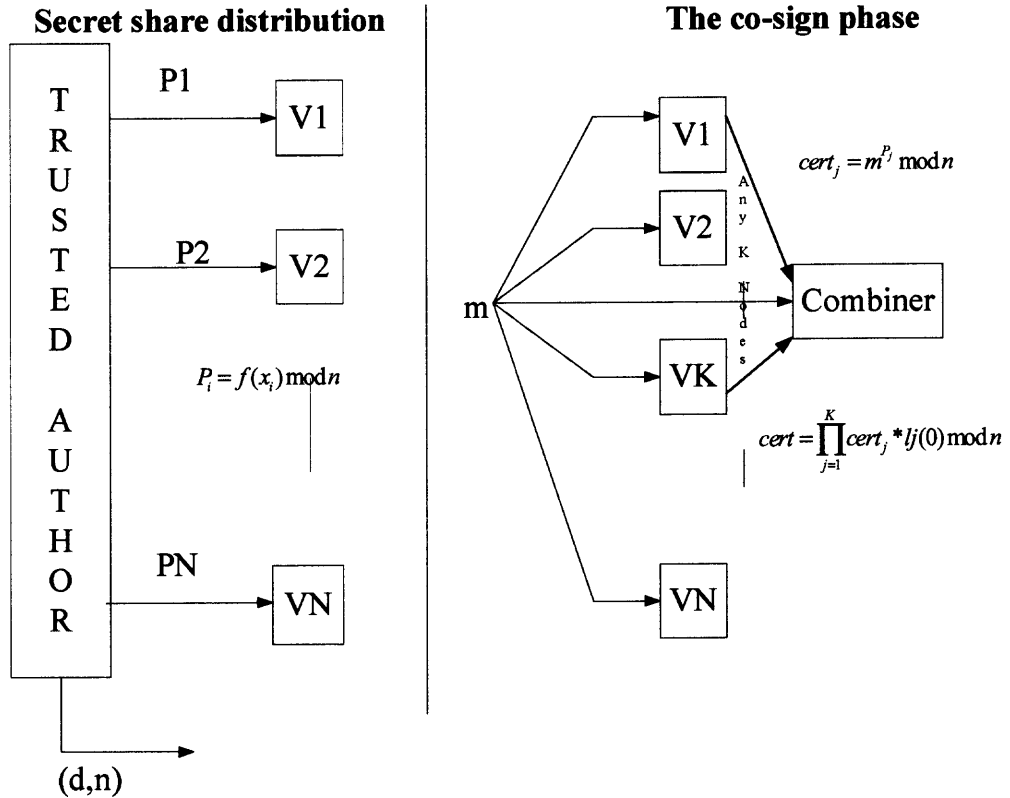 Secret share distribution
TRUSTED AUTHOR
P1
V1
P2
V2
P_i = f(x_i) mod n
PN
VN
(d,n)
The co-sign phase
m
V1
V2
VK
VN
Any K Nodes
cert_j = m^{P_j} mod n
Combiner
cert = ∏_{j=1}^{K} cert_j * lj(0) mod n